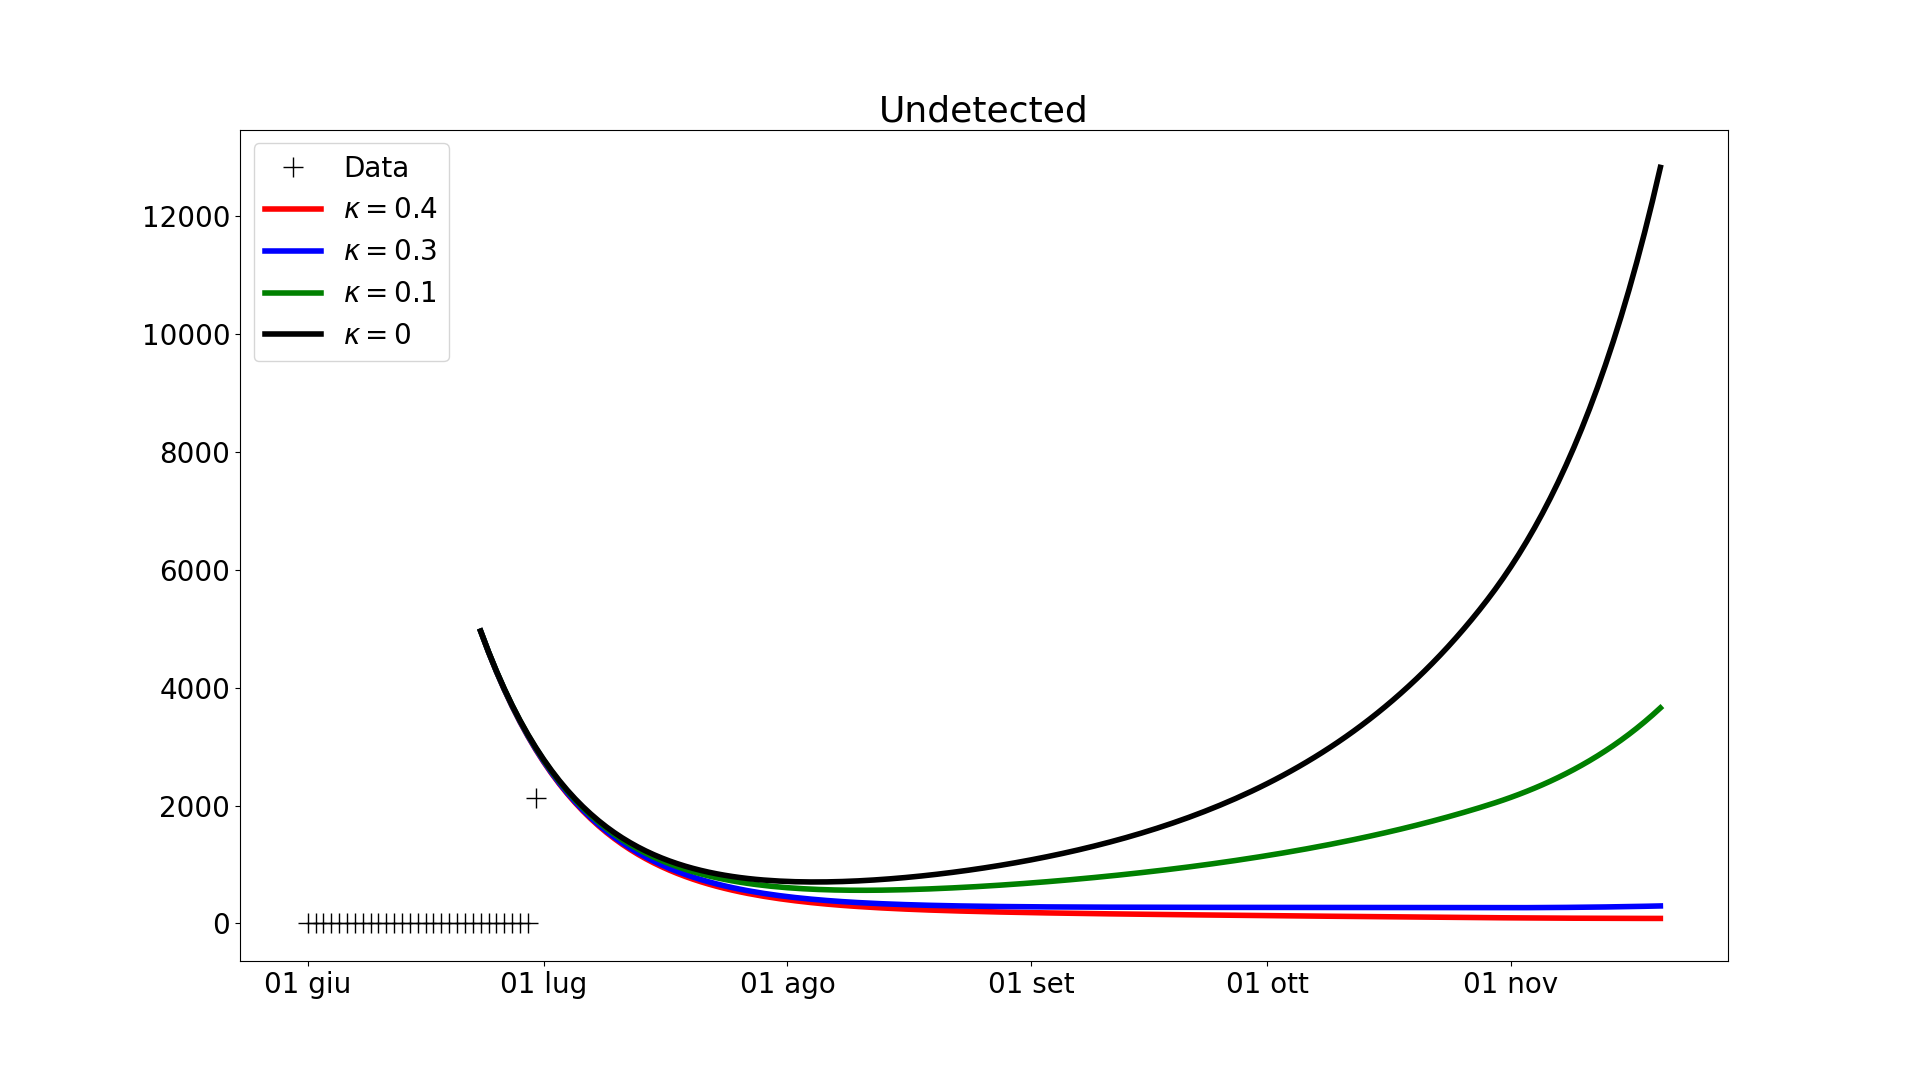 Undetected
Data
κ = 0.4
κ = 0.3
κ = 0.1
κ = 0
12000
10000
8000
6000
4000
2000
0
01 giu 01 lug 01 ago 01 set 01 ott 01 nov